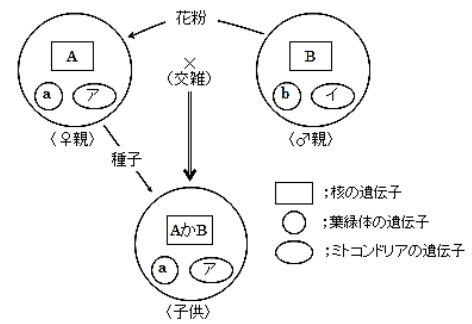 花粉
A
a
ア
〈♀親〉
×
(交雑)
B
b
イ
〈♂親〉
種子
AかB
a
ア
〈子供〉
;核の遺伝子
;葉緑体の遺伝子
;ミトコンドリアの遺伝子